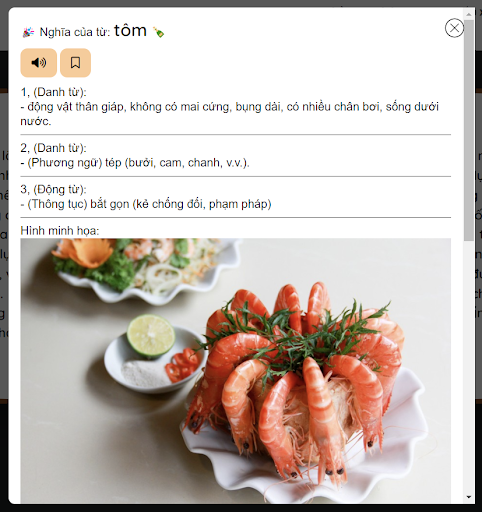 Nghĩa của từ: tôm
1, (Danh từ):
- động vật thân giáp, không có mai cứng, bụng dài, có nhiều chân bơi, sống dưới
nước.
2, (Danh từ):
- (Phương ngữ) tép (bưởi, cam, chanh, v.v.).
3, (Động từ):
- (Thông tục) bắt gọn (kẻ chống đối, phạm pháp)
Hình minh họa: